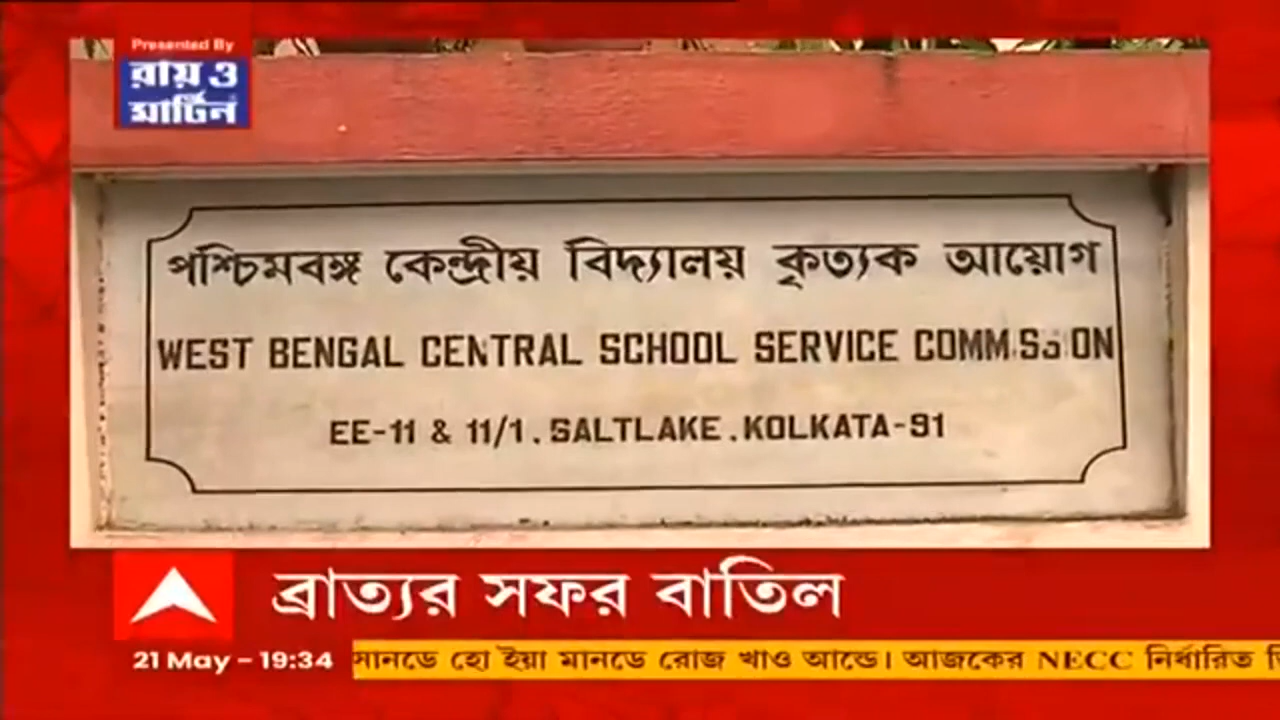 Presented By
রায় ও
মার্টিন
পশ্চিমবঙ্গ কেন্দ্রীয় বিদ্যালয় কৃত্যক আয়োগ
WEST BENGAL CENTRAL SCHOOL SERVICE COMMISSION
EE-11 & 11/1. SALTLAKE. KOLKATA-91
ব্রাত্যর সফর বাতিল
21 May - 19:34
সানডে হো ইয়া মানডে রোজ খাও আন্ডে। আজকের NECC নির্ধারিত